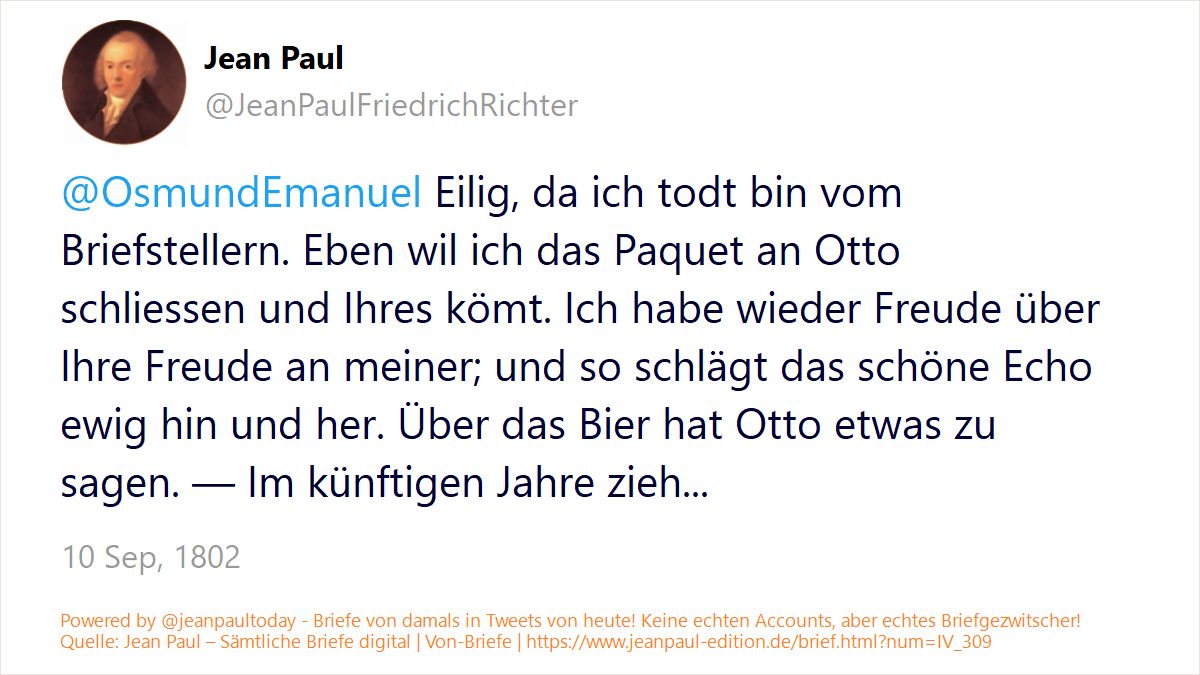 Jean Paul
@JeanPaulFriedrichRichter
@OsmundEmanuel Eilig, da ich todt bin vom
Briefstellern. Eben wil ich das Paquet an Otto
schliessen und Ihres kömt. Ich habe wieder Freude über
Ihre Freude an meiner; und so schlägt das schöne Echo
ewig hin und her. Über das Bier hat Otto etwas zu
sagen. — Im künftigen Jahre zieh...
10 Sep, 1802
Powered by @jeanpaultoday - Briefe von damals in Tweets von heute! Keine echten Accounts, aber echtes Briefgezwitscher!
Quelle: Jean Paul – Sämtliche Briefe digital | Von-Briefe | https://www.jeanpaul-edition.de/brief.html?num=IV_309